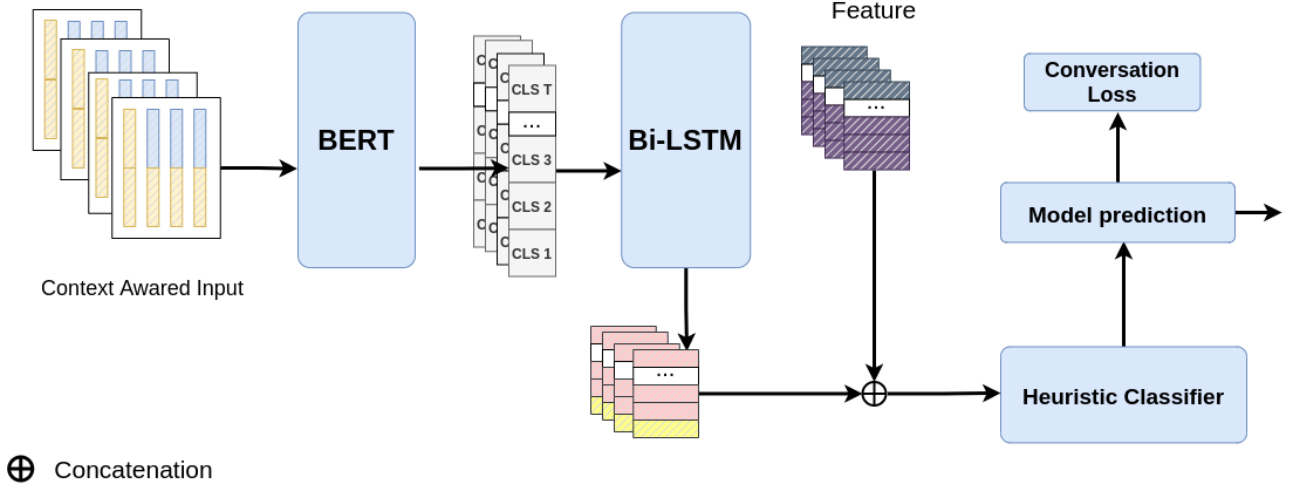 Feature
Conversation
Loss
BERT
CLS T
...
CLS 3
CLS 2
CLS 1
Bi-LSTM
...
Model prediction
Context Awared Input
...
Heuristic Classifier
Concatenation